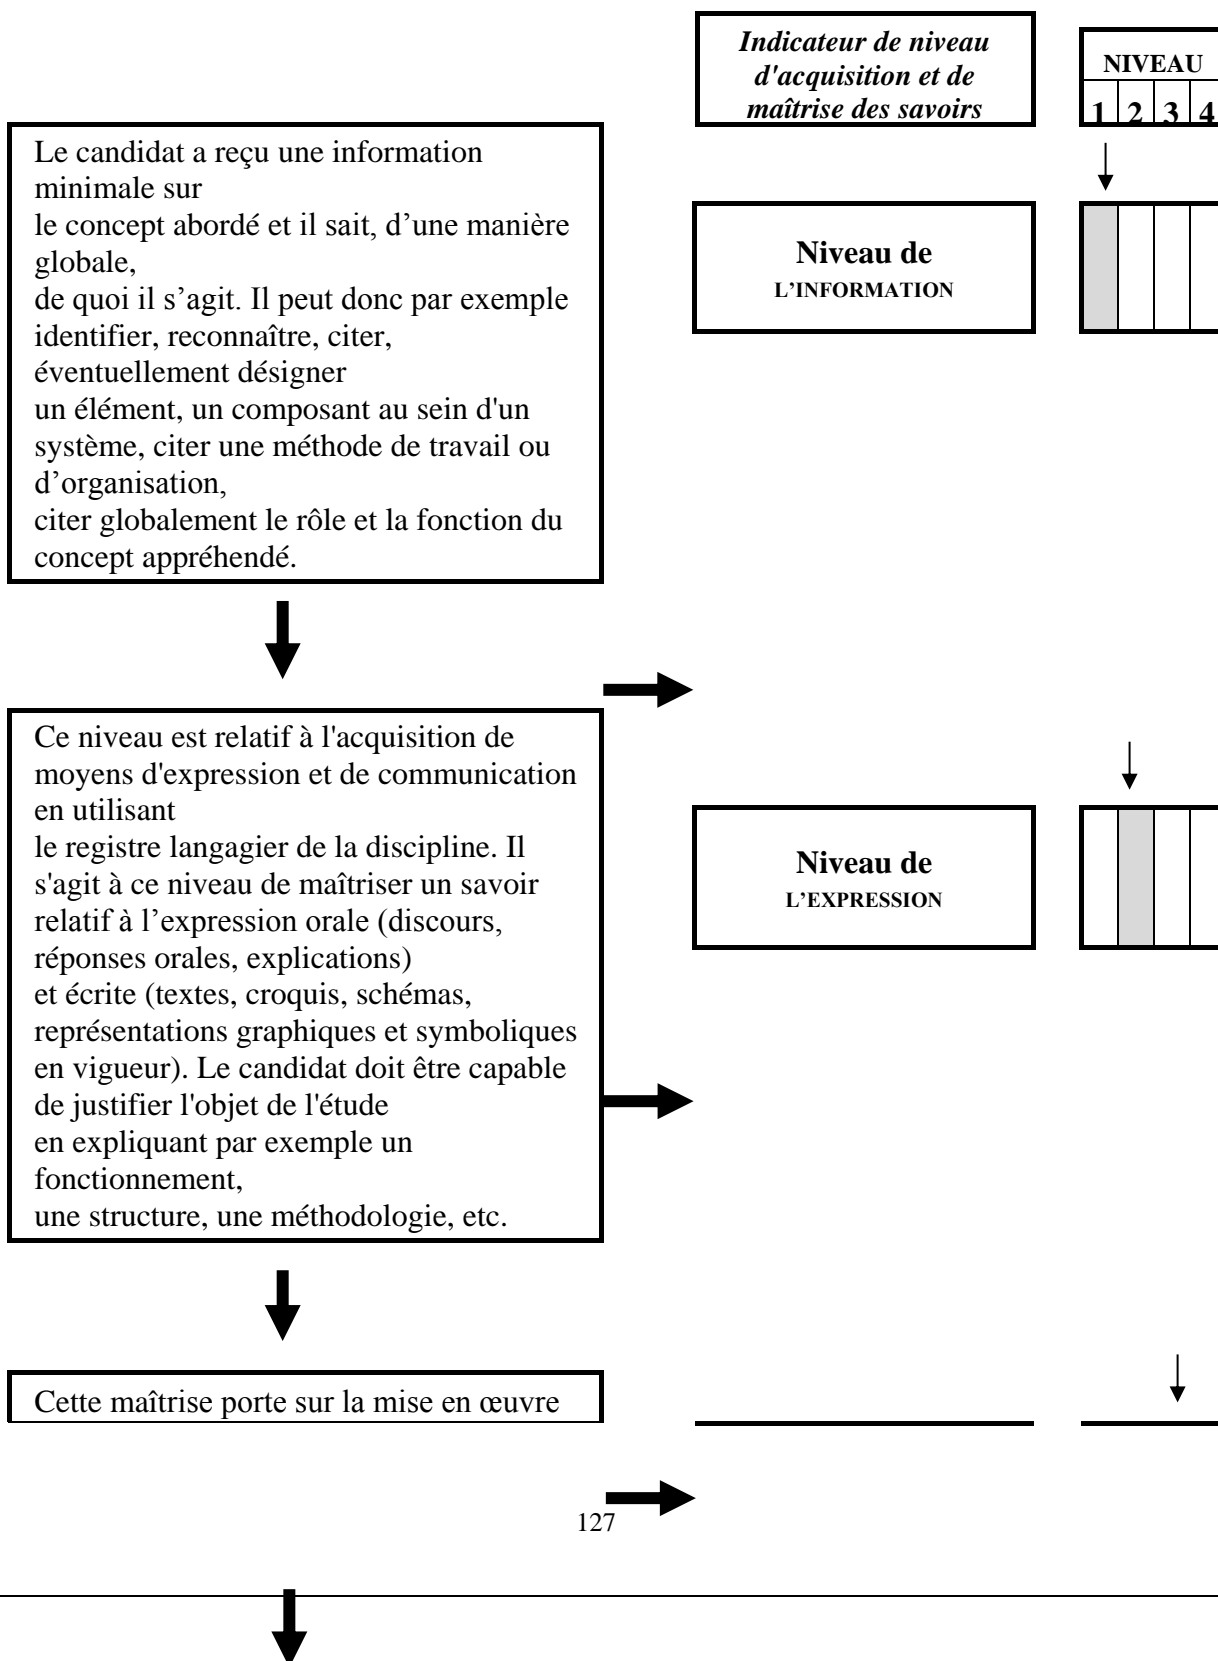 Indicateur de niveau
d'acquisition et de
maîtrise des savoirs
NIVEAU
1 2 3 4
Le candidat a reçu une information
minimale sur
le concept abordé et il sait, d’une manière
globale,
de quoi il s’agit. Il peut donc par exemple
identifier, reconnaître, citer,
éventuellement désigner
un élément, un composant au sein d'un
système, citer une méthode de travail ou
d’organisation,
citer globalement le rôle et la fonction du
concept appréhendé.
Niveau de
L’INFORMATION
Ce niveau est relatif à l'acquisition de
moyens d'expression et de communication
en utilisant
le registre langagier de la discipline. Il
s'agit à ce niveau de maîtriser un savoir
relatif à l’expression orale (discours,
réponses orales, explications)
et écrite (textes, croquis, schémas,
représentations graphiques et symboliques
en vigueur). Le candidat doit être capable
de justifier l'objet de l'étude
en expliquant par exemple un
fonctionnement,
une structure, une méthodologie, etc.
Niveau de
L’EXPRESSION
Cette maîtrise porte sur la mise en œuvre
127